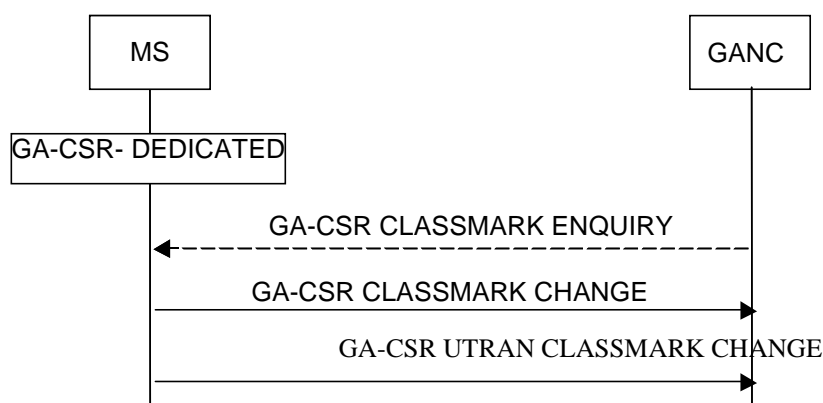 MS
GANC
GA-CSR- DEDICATED
GA-CSR CLASSMARK ENQUIRY
GA-CSR CLASSMARK CHANGE
GA-CSR UTRAN CLASSMARK CHANGE